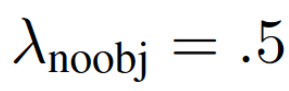 λnoobj = .5